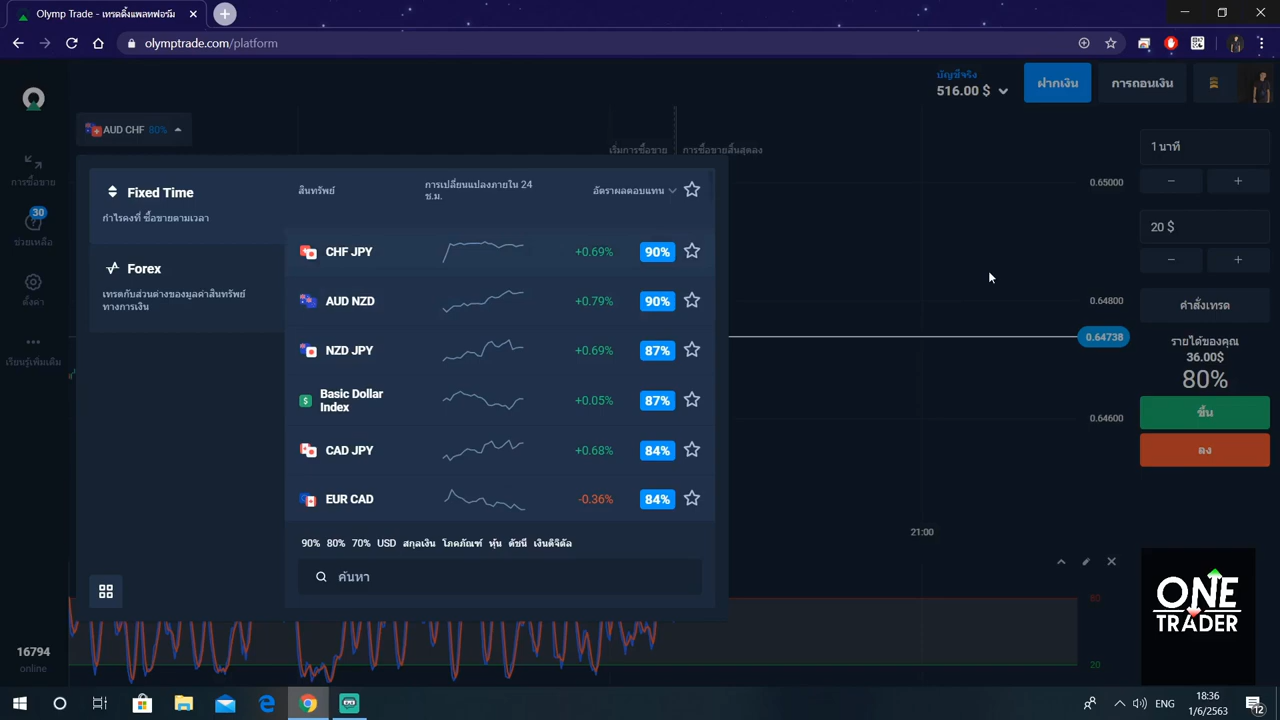 Olymp Trade - เทรดดิ้งแพลทฟอร์ม
olymptrade.com/platform
บัญชีจริง
516.00 $
ฝากเงิน
การถอนเงิน
การซื้อขาย
30
ช่วยเหลือ
ตั้งค่า
เรียนรู้เพิ่มเติม
16794
online
AUD CHF 80%
เริ่มการซื้อขาย
การซื้อขายสิ้นสุดลง
Fixed Time
กำไรคงที่ ซื้อขายตามเวลา
Forex
เทรดกับส่วนต่างของมูลค่าสินทรัพย์
ทางการเงิน
สินทรัพย์
การเปลี่ยนแปลงภายใน 24
ช.ม.
อัตราผลตอบแทน
CHF JPY +0.69% 90%
AUD NZD +0.79% 90%
NZD JPY +0.69% 87%
Basic Dollar
Index +0.05% 87%
CAD JPY +0.68% 84%
EUR CAD -0.36% 84%
90% 80% 70% USD สกุลเงิน โภคภัณฑ์ หุ้น ดัชนี เงินดิจิตัล
ค้นหา
0.65000
0.64800
0.64738
0.64600
21:00
80
20
1 นาที
20 $
คำสั่งเทรด
รายได้ของคุณ
36.00$
80%
ขึ้น
ลง
ONE
TRADER
ENG
18:36
1/6/2563
12